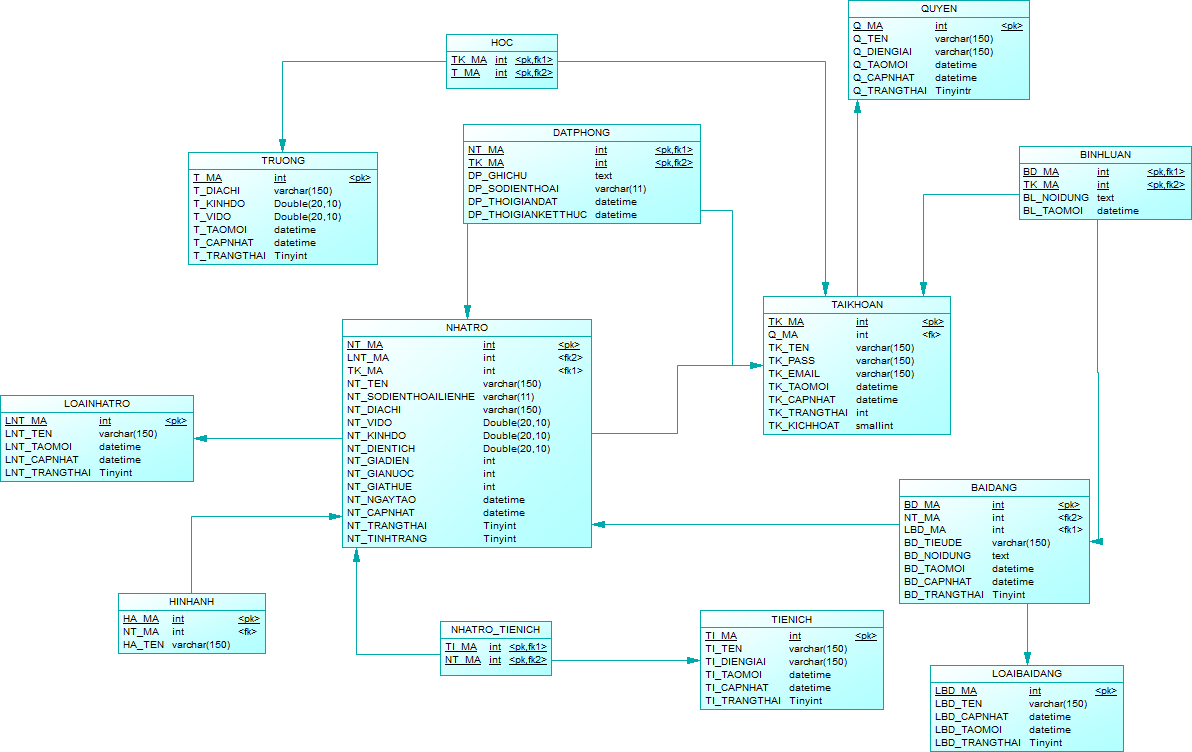 QUYEN
Q_MA int <pk>
Q_TEN varchar(150)
Q_DIENGIAI varchar(150)
Q_TAOMOI datetime
Q_CAPNHAT datetime
Q_TRANGTHAI Tinyintr
HOC
TK_MA int <pk,fk1>
T_MA int <pk,fk2>
DATPHONG
NT_MA int <pk,fk1>
TK_MA int <pk,fk2>
DP_GHICHU text
DP_SODIENTHOAI varchar(11)
DP_THOIGIANDAT datetime
DP_THOIGIANKETTHUC datetime
TRUONG
T_MA int <pk>
T_DIACHI varchar(150)
T_KINHDO Double(20,10)
T_VIDO Double(20,10)
T_TAOMOI datetime
T_CAPNHAT datetime
T_TRANGTHAI Tinyint
BINHLUAN
BD_MA int <pk,fk1>
TK_MA int <pk,fk2>
BL_NOIDUNG text
BL_TAOMOI datetime
TAIKHOAN
TK_MA int <pk>
Q_MA int <fk>
TK_TEN varchar(150)
TK_PASS varchar(150)
TK_EMAIL varchar(150)
TK_TAOMOI datetime
TK_CAPNHAT datetime
TK_TRANGTHAI int
TK_KICHHOAT smallint
NHATRO
NT_MA int <pk>
LNT_MA int <fk2>
TK_MA int <fk1>
NT_TEN varchar(150)
NT_SODIENTHOAILIENHE varchar(11)
NT_DIACHI varchar(150)
NT_VIDO Double(20,10)
NT_KINHDO Double(20,10)
NT_DIENTICH Double(20,10)
NT_GIADIEN int
NT_GIANUOC int
NT_GIATHUE int
NT_NGAYTAO datetime
NT_CAPNHAT datetime
NT_TRANGTHAI Tinyint
NT_TINHTRANG Tinyint
LOAINHATRO
LNT_MA int <pk>
LNT_TEN varchar(150)
LNT_TAOMOI datetime
LNT_CAPNHAT datetime
LNT_TRANGTHAI Tinyint
BAIDANG
BD_MA int <pk>
NT_MA int <fk2>
LBD_MA int <fk1>
BD_TIEUDE varchar(150)
BD_NOIDUNG text
BD_TAOMOI datetime
BD_CAPNHAT datetime
BD_TRANGTHAI Tinyint
HINHANH
HA_MA int <pk>
NT_MA int <fk>
HA_TEN varchar(150)
NHATRO_TIENICH
TI_MA int <pk,fk1>
NT_MA int <pk,fk2>
TIENICH
TI_MA int <pk>
TI_TEN varchar(150)
TI_DIENGIAI varchar(150)
TI_TAOMOI datetime
TI_CAPNHAT datetime
TI_TRANGTHAI Tinyint
LOAIBAIDANG
LBD_MA int <pk>
LBD_TEN varchar(150)
LBD_CAPNHAT datetime
LBD_TAOMOI datetime
LBD_TRANGTHAI Tinyint